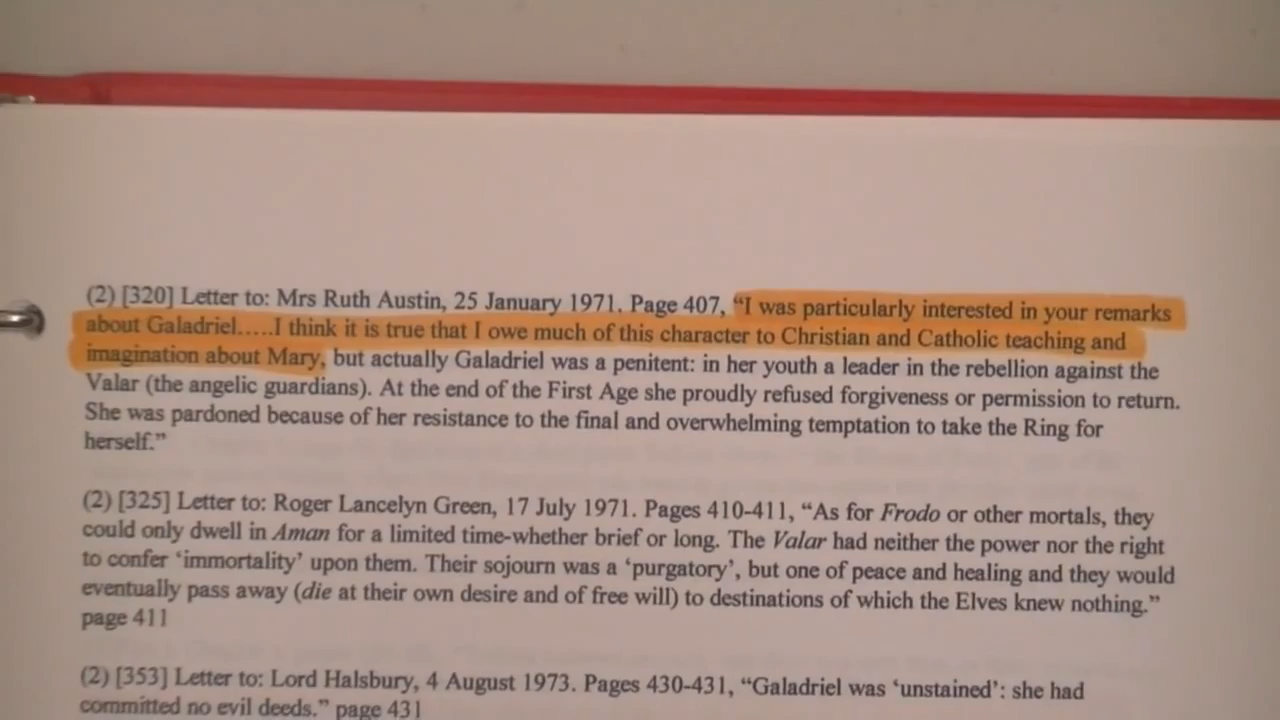 (2) [320] Letter to: Mrs Ruth Austin, 25 January 1971. Page 407, “I was particularly interested in your remarks
about Galadriel.....I think it is true that I owe much of this character to Christian and Catholic teaching and
imagination about Mary, but actually Galadriel was a penitent: in her youth a leader in the rebellion against the
Valar (the angelic guardians). At the end of the First Age she proudly refused forgiveness or permission to return.
She was pardoned because of her resistance to the final and overwhelming temptation to take the Ring for
herself.”
(2) [325] Letter to: Roger Lancelyn Green, 17 July 1971. Pages 410-411, “As for Frodo or other mortals, they
could only dwell in Aman for a limited time-whether brief or long. The Valar had neither the power nor the right
to confer ‘immortality’ upon them. Their sojourn was a ‘purgatory’, but one of peace and healing and they would
eventually pass away (die at their own desire and of free will) to destinations of which the Elves knew nothing.”
page 411
(2) [353] Letter to: Lord Halsbury, 4 August 1973. Pages 430-431, “Galadriel was ‘unstained’: she had
committed no evil deeds.” page 431